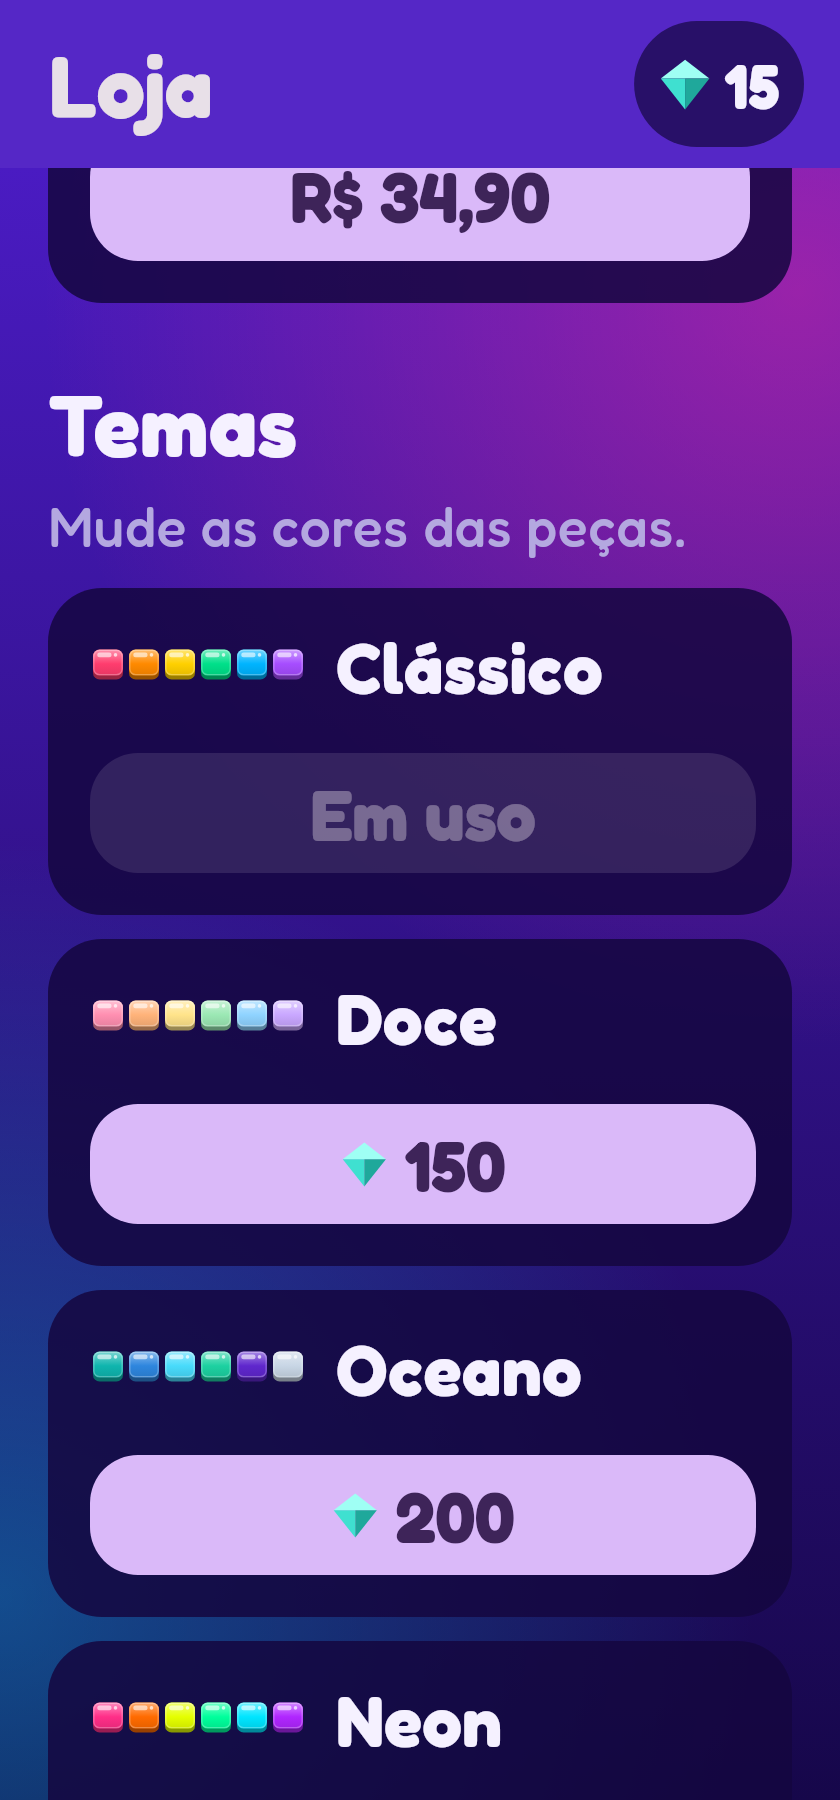 Loja
15
R$ 34,90
Temas
Mude as cores das peças.
Clássico
Em uso
Doce
150
Oceano
200
Neon